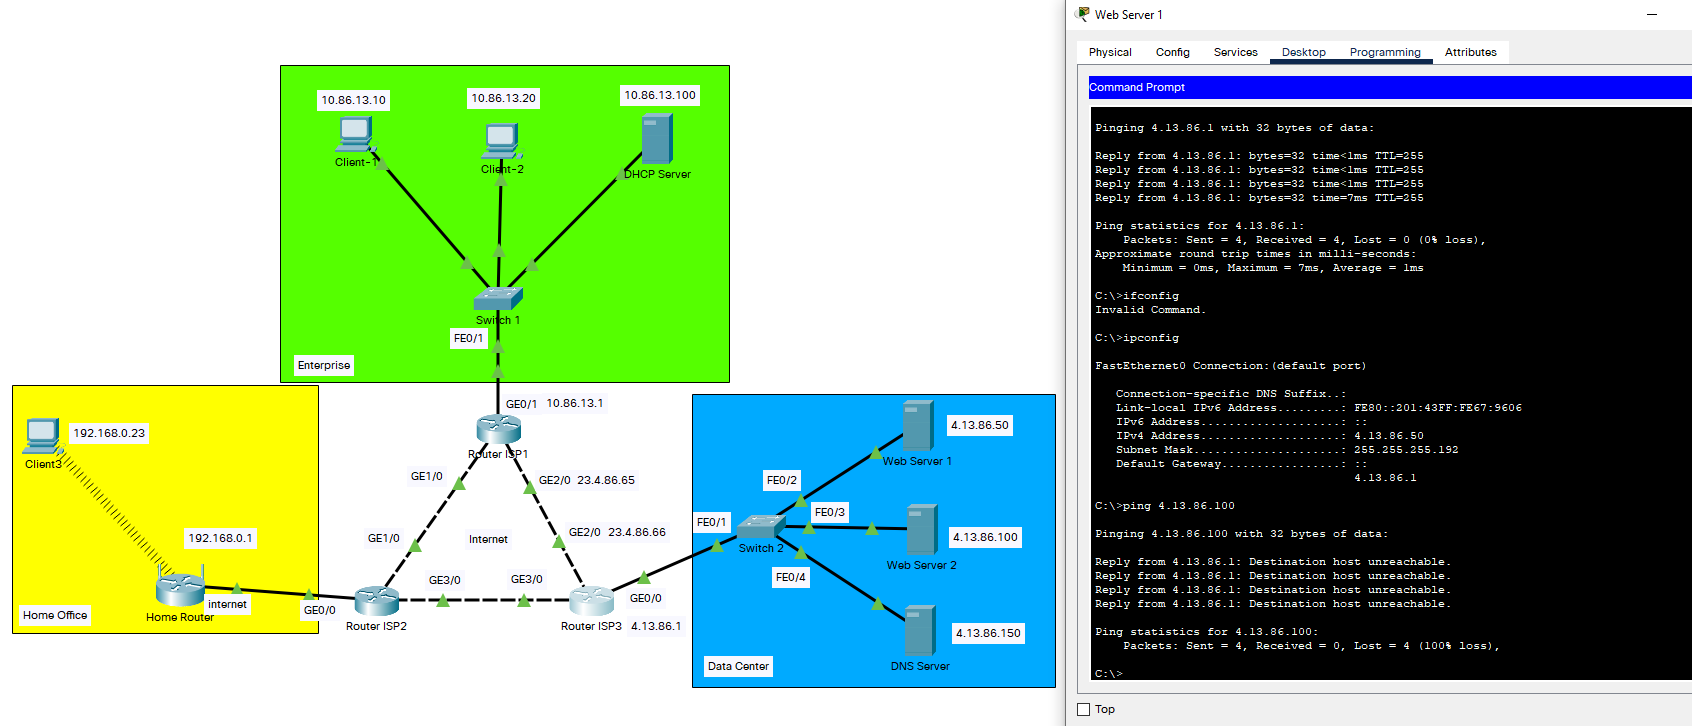 10.86.13.10
10.86.13.20
10.86.13.100
Client-1
Client-2
DHCP Server
Switch 1
FE0/1
Enterprise
GE0/1 10.86.13.1
Router ISP1
GE1/0
GE2/0 23.4.86.65
GE1/0
Internet
GE2/0 23.4.86.66
GE3/0
GE3/0
192.168.0.23
Client3
192.168.0.1
internet
GE0/0
Home Office
Home Router
Router ISP2
Router ISP3
GE0/0
4.13.86.1
4.13.86.50
Web Server 1
FE0/2
FE0/1
FE0/3
Switch 2
4.13.86.100
Web Server 2
FE0/4
4.13.86.150
DNS Server
Data Center
Web Server 1
Physical Config Services Desktop Programming Attributes
Command Prompt
Pinging 4.13.86.1 with 32 bytes of data:
Reply from 4.13.86.1: bytes=32 time<1ms TTL=255
Reply from 4.13.86.1: bytes=32 time<1ms TTL=255
Reply from 4.13.86.1: bytes=32 time<1ms TTL=255
Reply from 4.13.86.1: bytes=32 time=7ms TTL=255
Ping statistics for 4.13.86.1:
Packets: Sent = 4, Received = 4, Lost = 0 (0% loss),
Approximate round trip times in milli-seconds:
Minimum = 0ms, Maximum = 7ms, Average = 1ms
C:\>ifconfig
Invalid Command.
C:\>ipconfig
FastEthernet0 Connection:(default port)
Connection-specific DNS Suffix..:
Link-local IPv6 Address.........: FE80::201:43FF:FE67:9606
IPv6 Address....................: ::
IPv4 Address....................: 4.13.86.50
Subnet Mask.....................: 255.255.255.192
Default Gateway.................: ::
4.13.86.1
C:\>ping 4.13.86.100
Pinging 4.13.86.100 with 32 bytes of data:
Reply from 4.13.86.1: Destination host unreachable.
Reply from 4.13.86.1: Destination host unreachable.
Reply from 4.13.86.1: Destination host unreachable.
Reply from 4.13.86.1: Destination host unreachable.
Ping statistics for 4.13.86.100:
Packets: Sent = 4, Received = 0, Lost = 4 (100% loss),
C:\>
Top